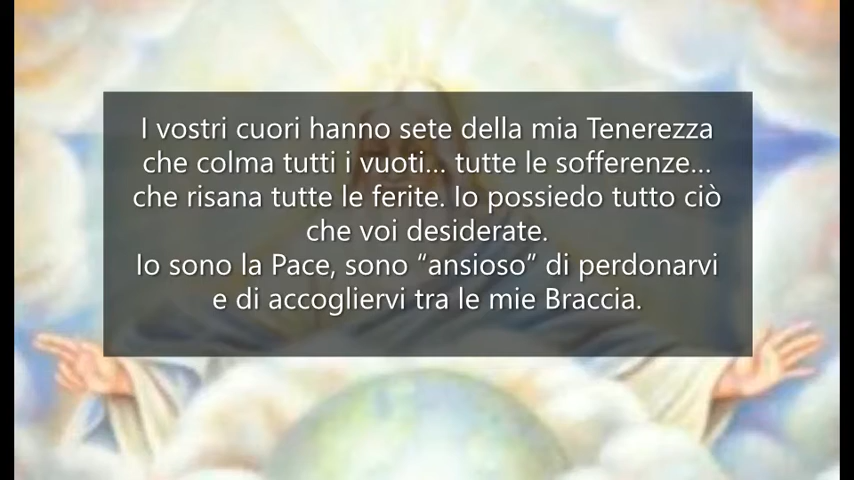 I vostri cuori hanno sete della mia Tenerezza
che colma tutti i vuoti... tutte le sofferenze...
che risana tutte le ferite. Io possiedo tutto ciò
che voi desiderate.
Io sono la Pace, sono “ansioso” di perdonarvi
e di accogliervi tra le mie Braccia.